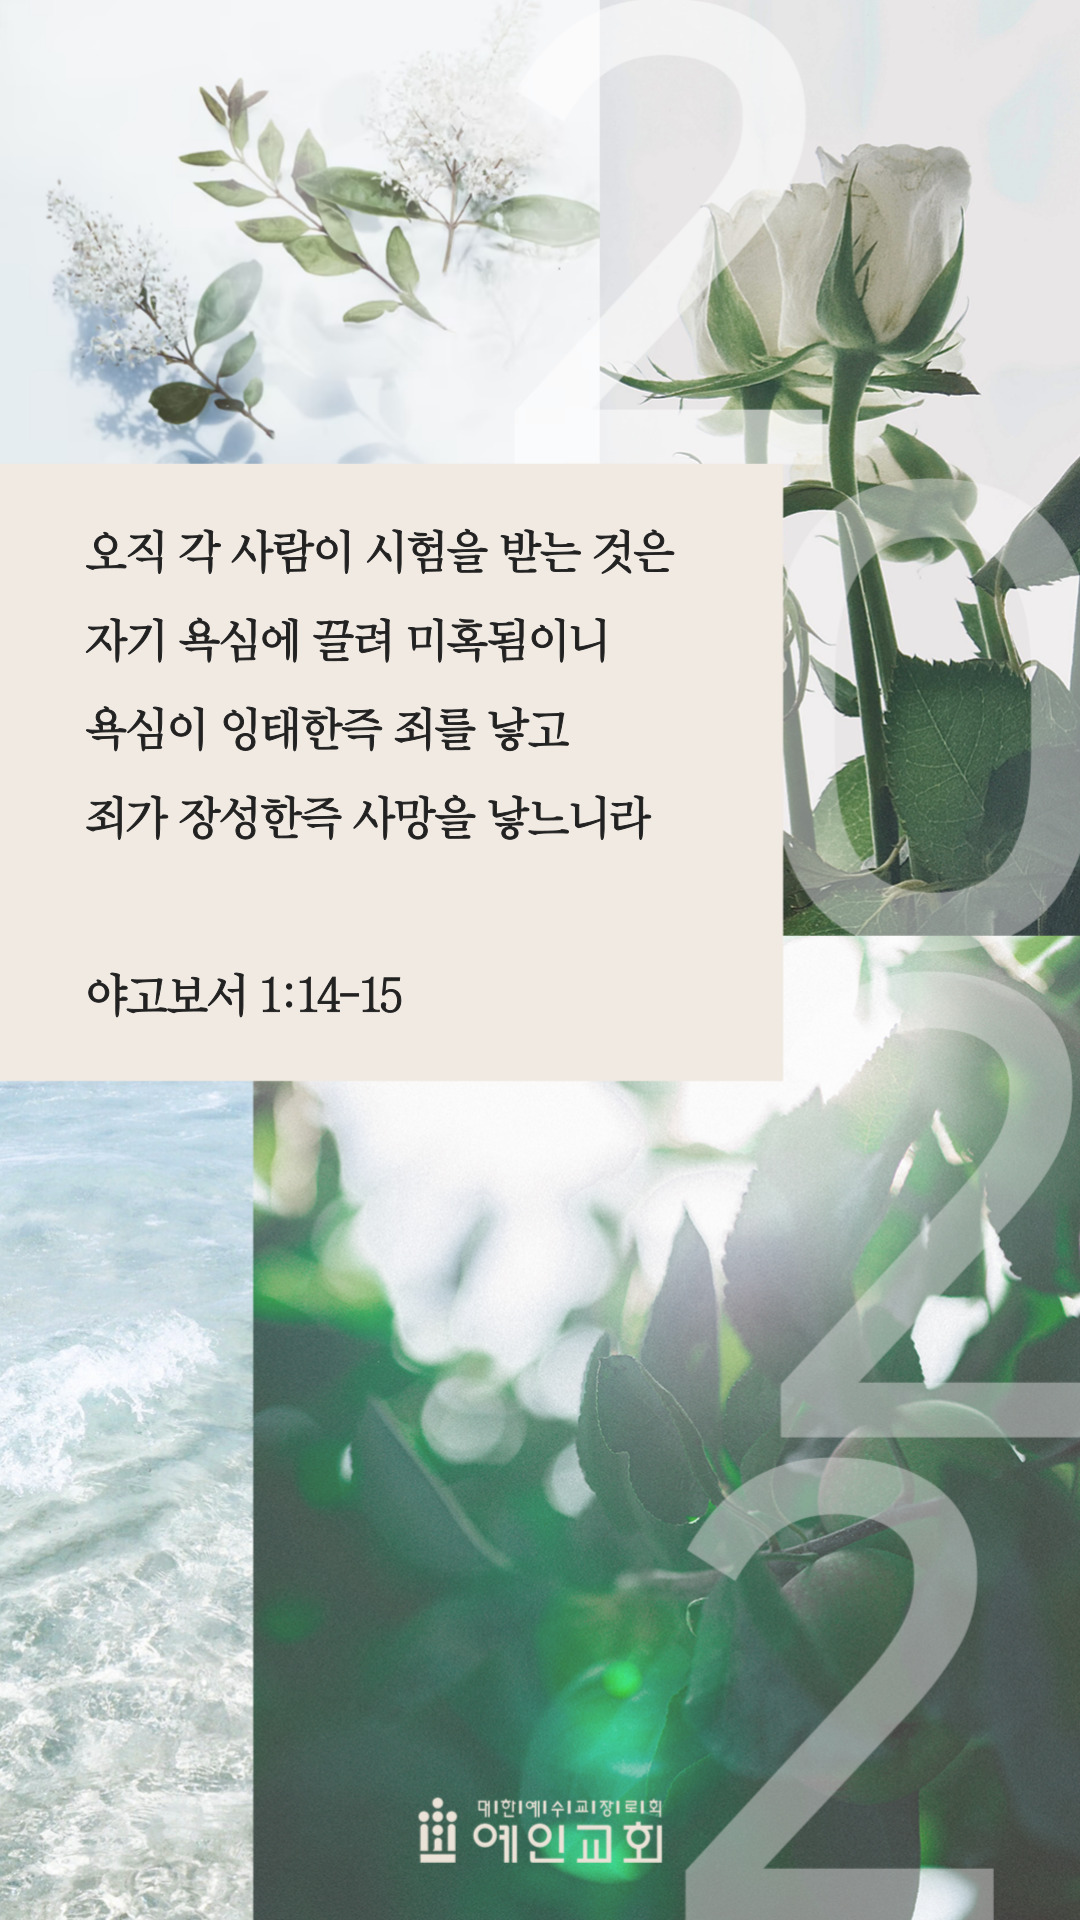 오직 각 사람이 시험을 받는 것은
자기 욕심에 끌려 미혹됨이니
욕심이 잉태한즉 죄를 낳고
죄가 장성한즉 사망을 낳느니라
야고보서 1:14-15
2
0
2
2
대한예수교장로회
예인교회